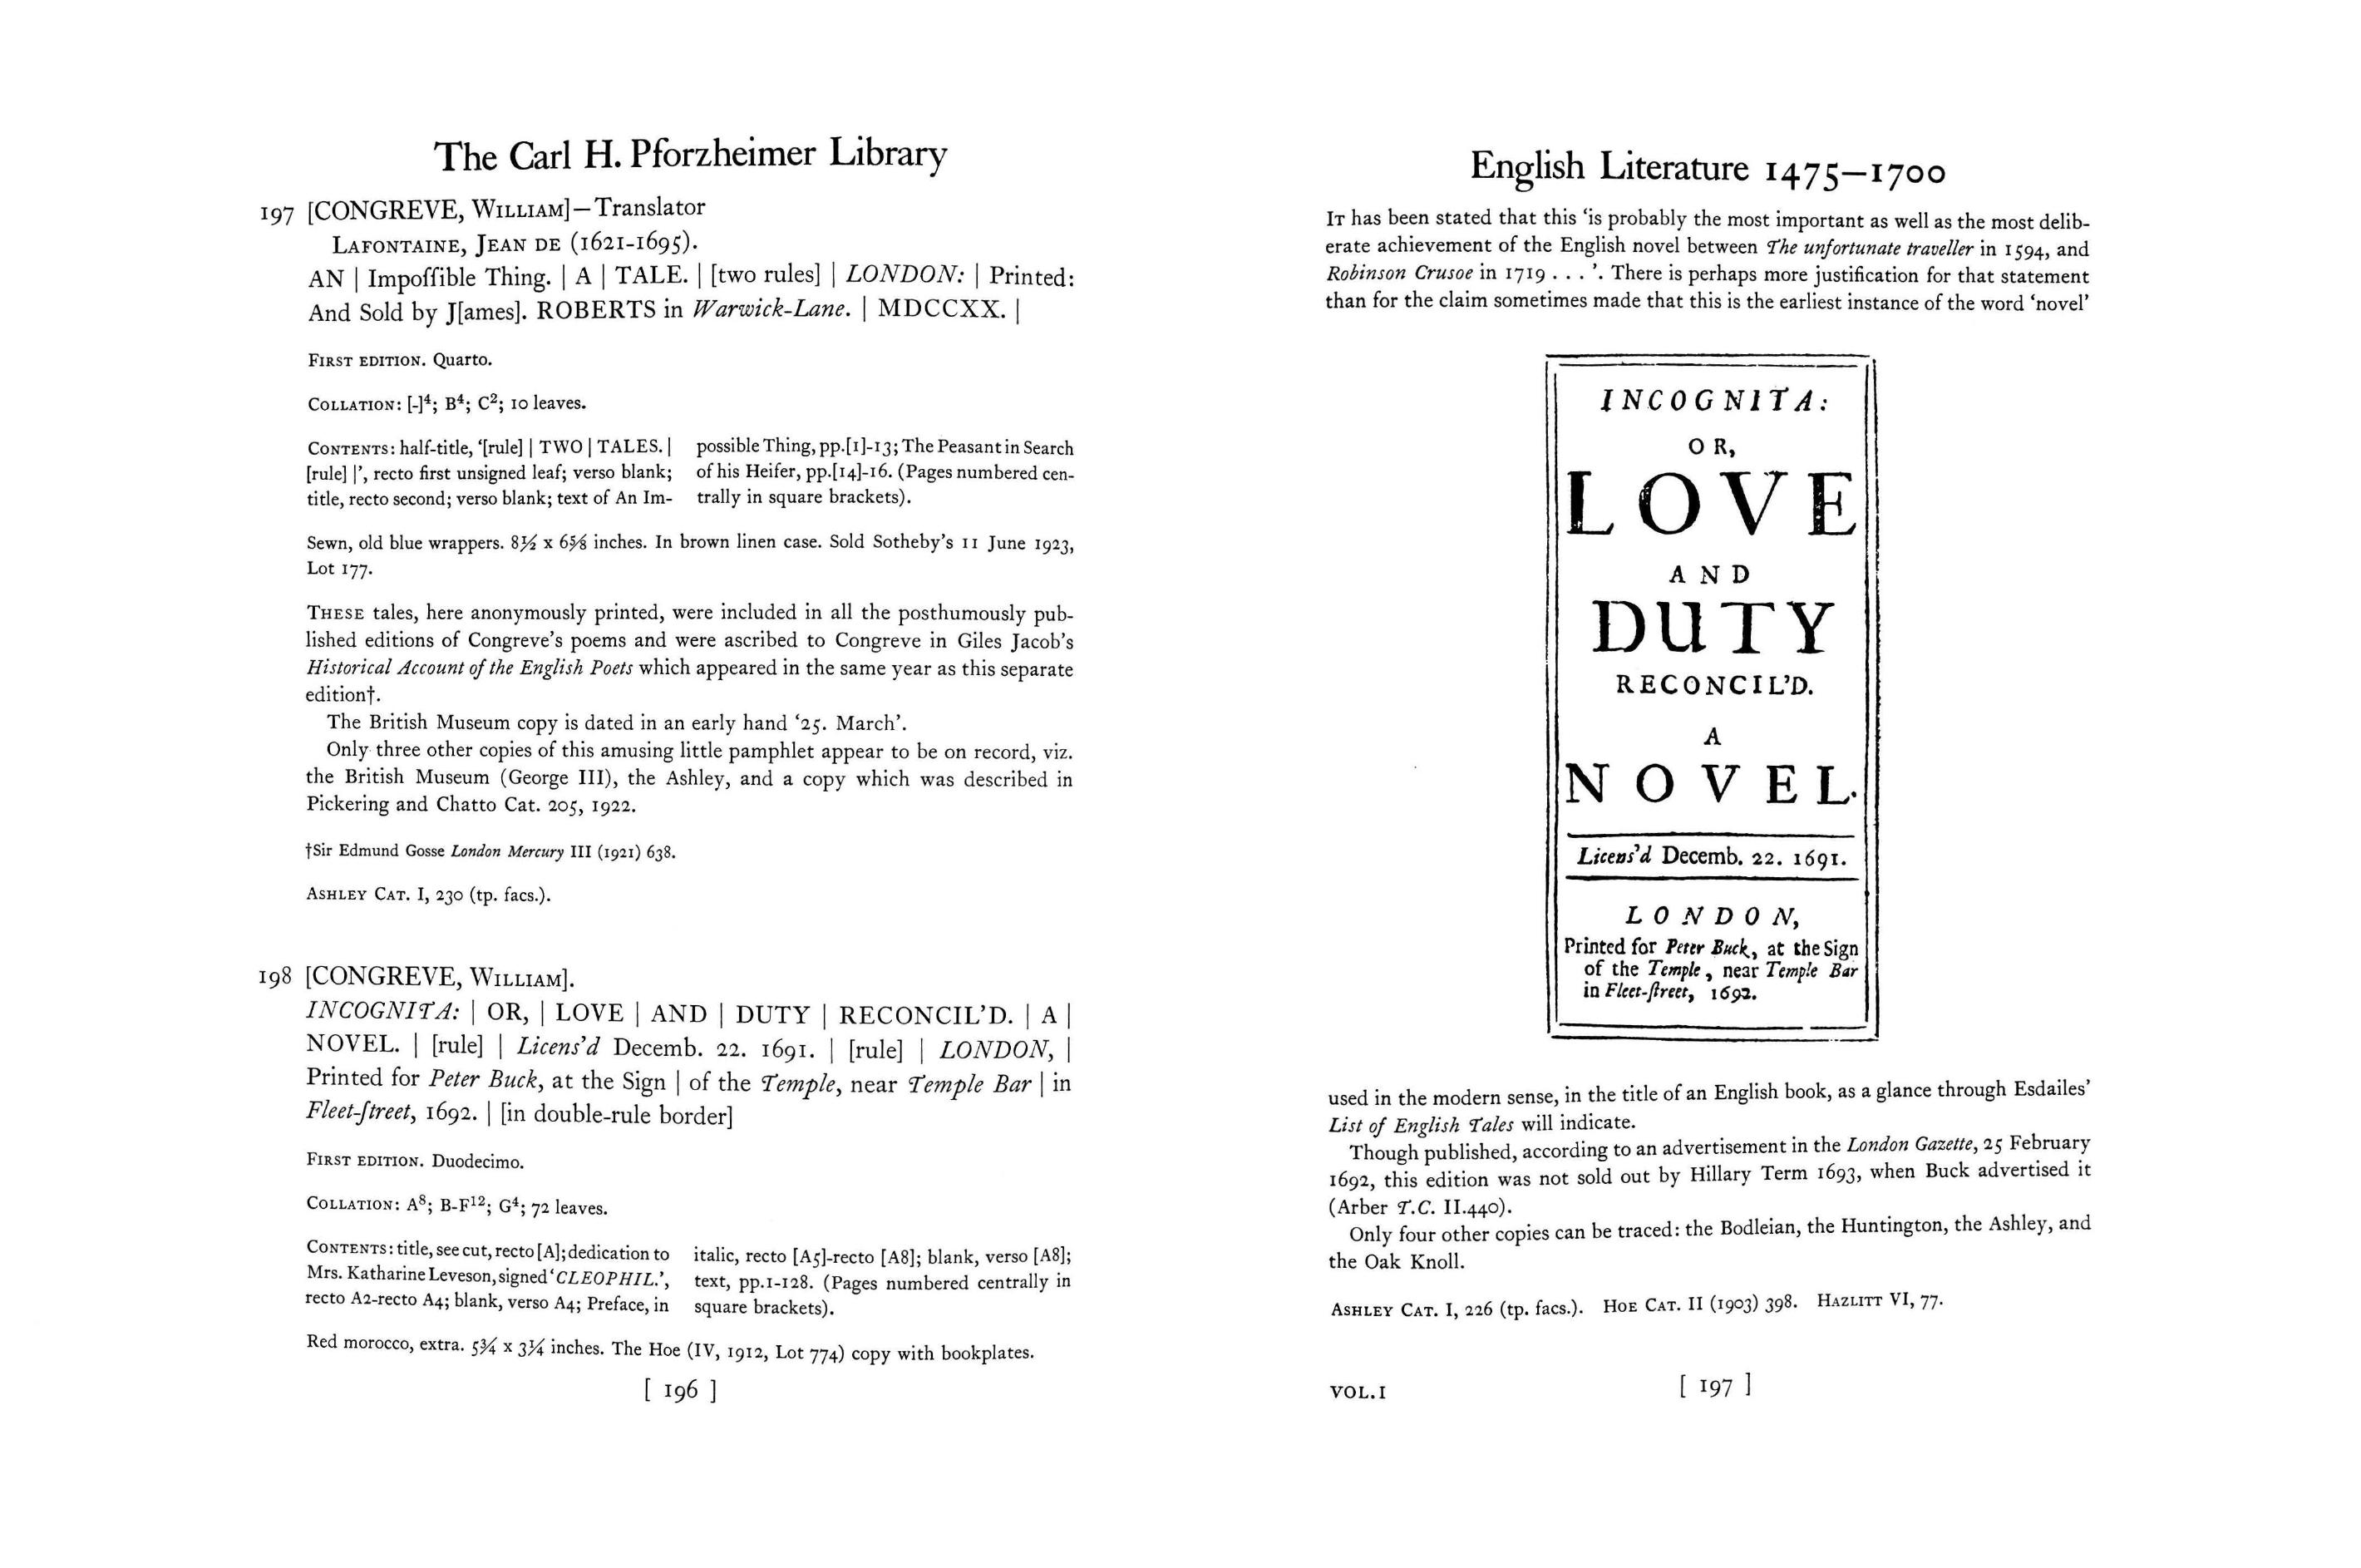 The Carl H. Pforzheimer Library
197 [CONGREVE, William]—Translator
Lafontaine, Jean de (1621-1695).
AN | Impoſſible Thing. | A | TALE. | [two rules] | LONDON: | Printed:
And Sold by J[ames]. ROBERTS in Warwick-Lane. | MDCCXX. |
First edition. Quarto.
Collation: [-]⁴; B⁴; C²; 10 leaves.
Contents: half-title, ‘[rule] | TWO | TALES. |
[rule] |’, recto first unsigned leaf; verso blank;
title, recto second; verso blank; text of An Im-
possible Thing, pp.[1]-13; The Peasant in Search
of his Heifer, pp.[14]-16. (Pages numbered cen-
trally in square brackets).
Sewn, old blue wrappers. 8½ x 6⅝ inches. In brown linen case. Sold Sotheby’s 11 June 1923,
Lot 177.
These tales, here anonymously printed, were included in all the posthumously pub-
lished editions of Congreve’s poems and were ascribed to Congreve in Giles Jacob’s
Historical Account of the English Poets which appeared in the same year as this separate
edition†.
The British Museum copy is dated in an early hand ‘25. March’.
Only three other copies of this amusing little pamphlet appear to be on record, viz.
the British Museum (George III), the Ashley, and a copy which was described in
Pickering and Chatto Cat. 205, 1922.
†Sir Edmund Gosse London Mercury III (1921) 638.
Ashley Cat. I, 230 (tp. facs.).
198 [CONGREVE, William].
INCOGNITA: | OR, | LOVE | AND | DUTY | RECONCIL’D. | A |
NOVEL. | [rule] | Licens’d Decemb. 22. 1691. | [rule] | LONDON, |
Printed for Peter Buck, at the Sign | of the Temple, near Temple Bar | in
Fleet-ſtreet, 1692. | [in double-rule border]
First edition. Duodecimo.
Collation: A⁸; B-F¹²; G⁴; 72 leaves.
Contents: title, see cut, recto [A]; dedication to
Mrs. Katharine Leveson, signed ‘CLEOPHIL.’,
recto A2-recto A4; blank, verso A4; Preface, in
italic, recto [A5]-recto [A8]; blank, verso [A8];
text, pp.1-128. (Pages numbered centrally in
square brackets).
Red morocco, extra. 5¾ x 3¼ inches. The Hoe (IV, 1912, Lot 774) copy with bookplates.
[ 196 ]
English Literature 1475—1700
It has been stated that this ‘is probably the most important as well as the most delib-
erate achievement of the English novel between The unfortunate traveller in 1594, and
Robinson Crusoe in 1719 . . . ’. There is perhaps more justification for that statement
than for the claim sometimes made that this is the earliest instance of the word ‘novel’
INCOGNITA:
OR,
LOVE
AND
DUTY
RECONCIL’D.
A
NOVEL.
Licens’d Decemb. 22. 1691.
LONDON,
Printed for Peter Buck, at the Sign
of the Temple, near Temple Bar
in Fleet-ſtreet, 1692.
used in the modern sense, in the title of an English book, as a glance through Esdailes’
List of English Tales will indicate.
Though published, according to an advertisement in the London Gazette, 25 February
1692, this edition was not sold out by Hillary Term 1693, when Buck advertised it
(Arber T.C. II.440).
Only four other copies can be traced: the Bodleian, the Huntington, the Ashley, and
the Oak Knoll.
Ashley Cat. I, 226 (tp. facs.). Hoe Cat. II (1903) 398. Hazlitt VI, 77.
VOL.I
[ 197 ]